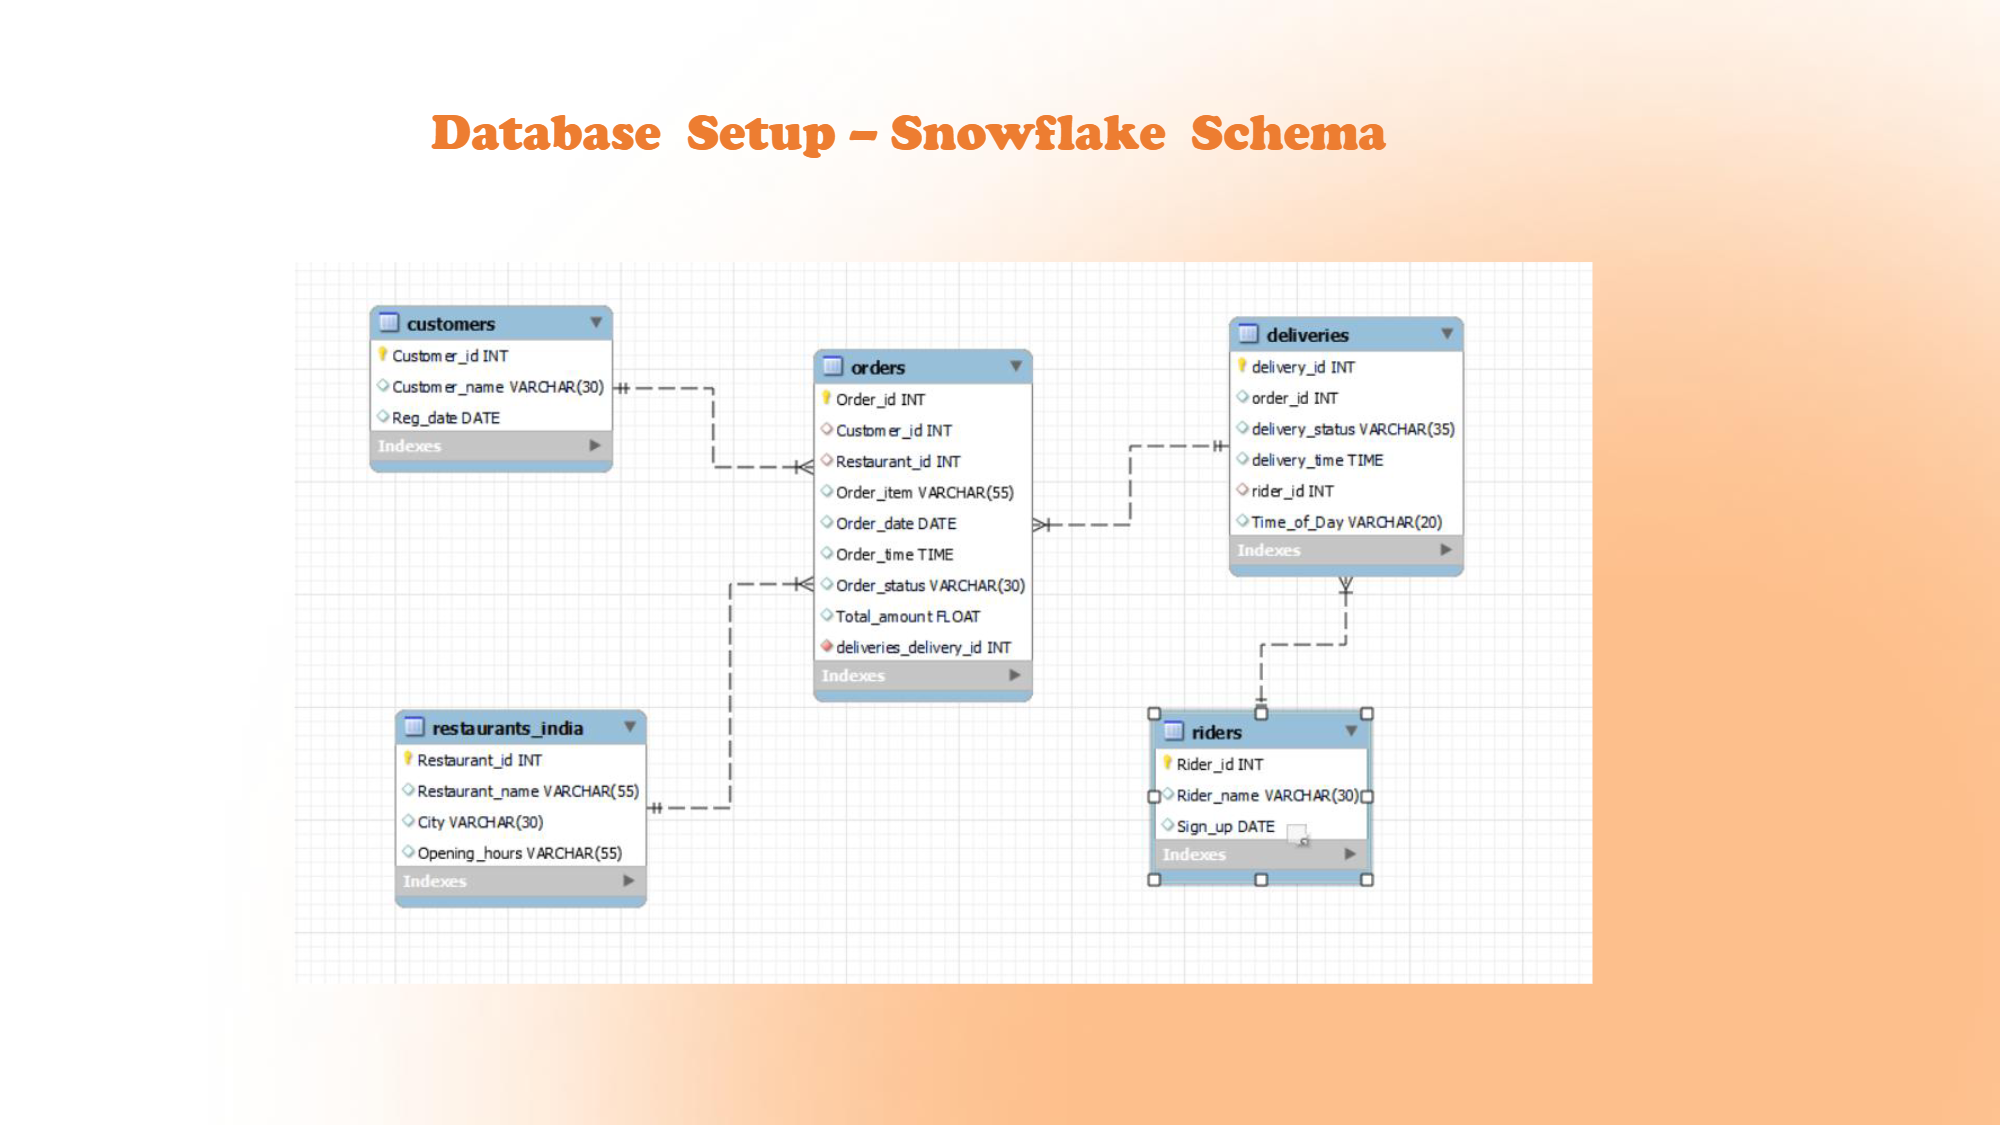 Database Setup – Snowflake Schema
customers
Customer_id INT
Customer_name VARCHAR(30)
Reg_date DATE
Indexes
orders
Order_id INT
Customer_id INT
Restaurant_id INT
Order_item VARCHAR(55)
Order_date DATE
Order_time TIME
Order_status VARCHAR(30)
Total_amount FLOAT
deliveries_delivery_id INT
Indexes
deliveries
delivery_id INT
order_id INT
delivery_status VARCHAR(35)
delivery_time TIME
rider_id INT
Time_of_Day VARCHAR(20)
Indexes
restaurants_india
Restaurant_id INT
Restaurant_name VARCHAR(55)
City VARCHAR(30)
Opening_hours VARCHAR(55)
Indexes
riders
Rider_id INT
Rider_name VARCHAR(30)
Sign_up DATE
Indexes